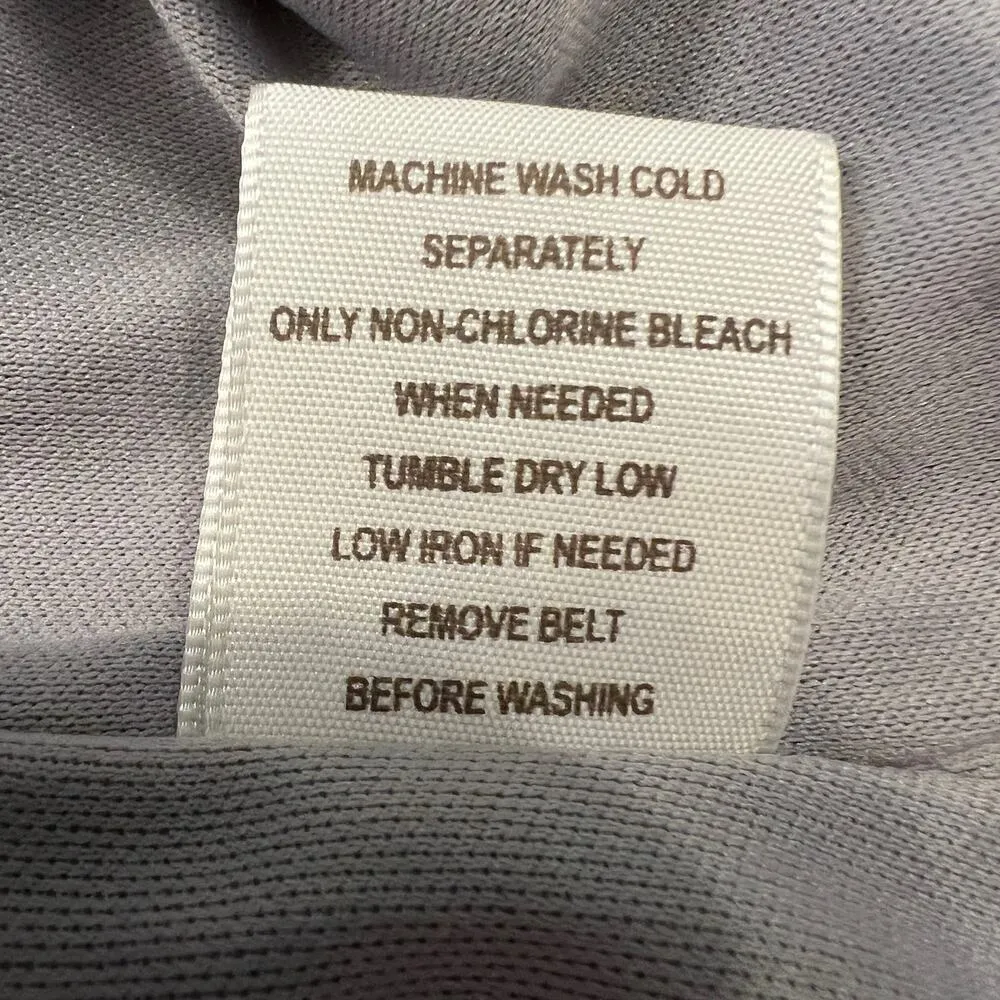 MACHINE WASH COLD
SEPARATELY
ONLY NON-CHLORINE BLEACH
WHEN NEEDED
TUMBLE DRY LOW
LOW IRON IF NEEDED
REMOVE BELT
BEFORE WASHING